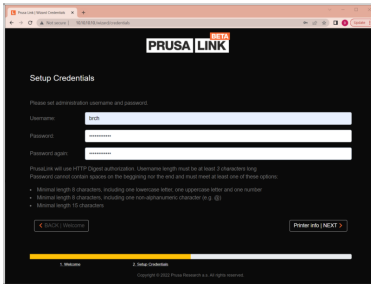 Prusa Link | Wizard Credentials
Not secure
/wizard/credentials
PRUSA LINK BETA
Setup Credentials
Please set administration username and password.
Username:
brch
Password:
Password again:
PrusaLink will use HTTP Digest authorization. Username length must be at least 3 characters long
Password cannot contain spaces on the beggining nor the end and must meet at least one of these options:
Minimal length 8 characters, including one lowercase letter, one uppercase letter and one number
Minimal length 8 characters, including one non-alphanumeric character (e.g. @)
Minimal length 15 characters
BACK | Welcome
Printer info | NEXT
1. Welcome
2. Setup Credentials
Copyright © 2022 Prusa Research a.s. All rights reserved.